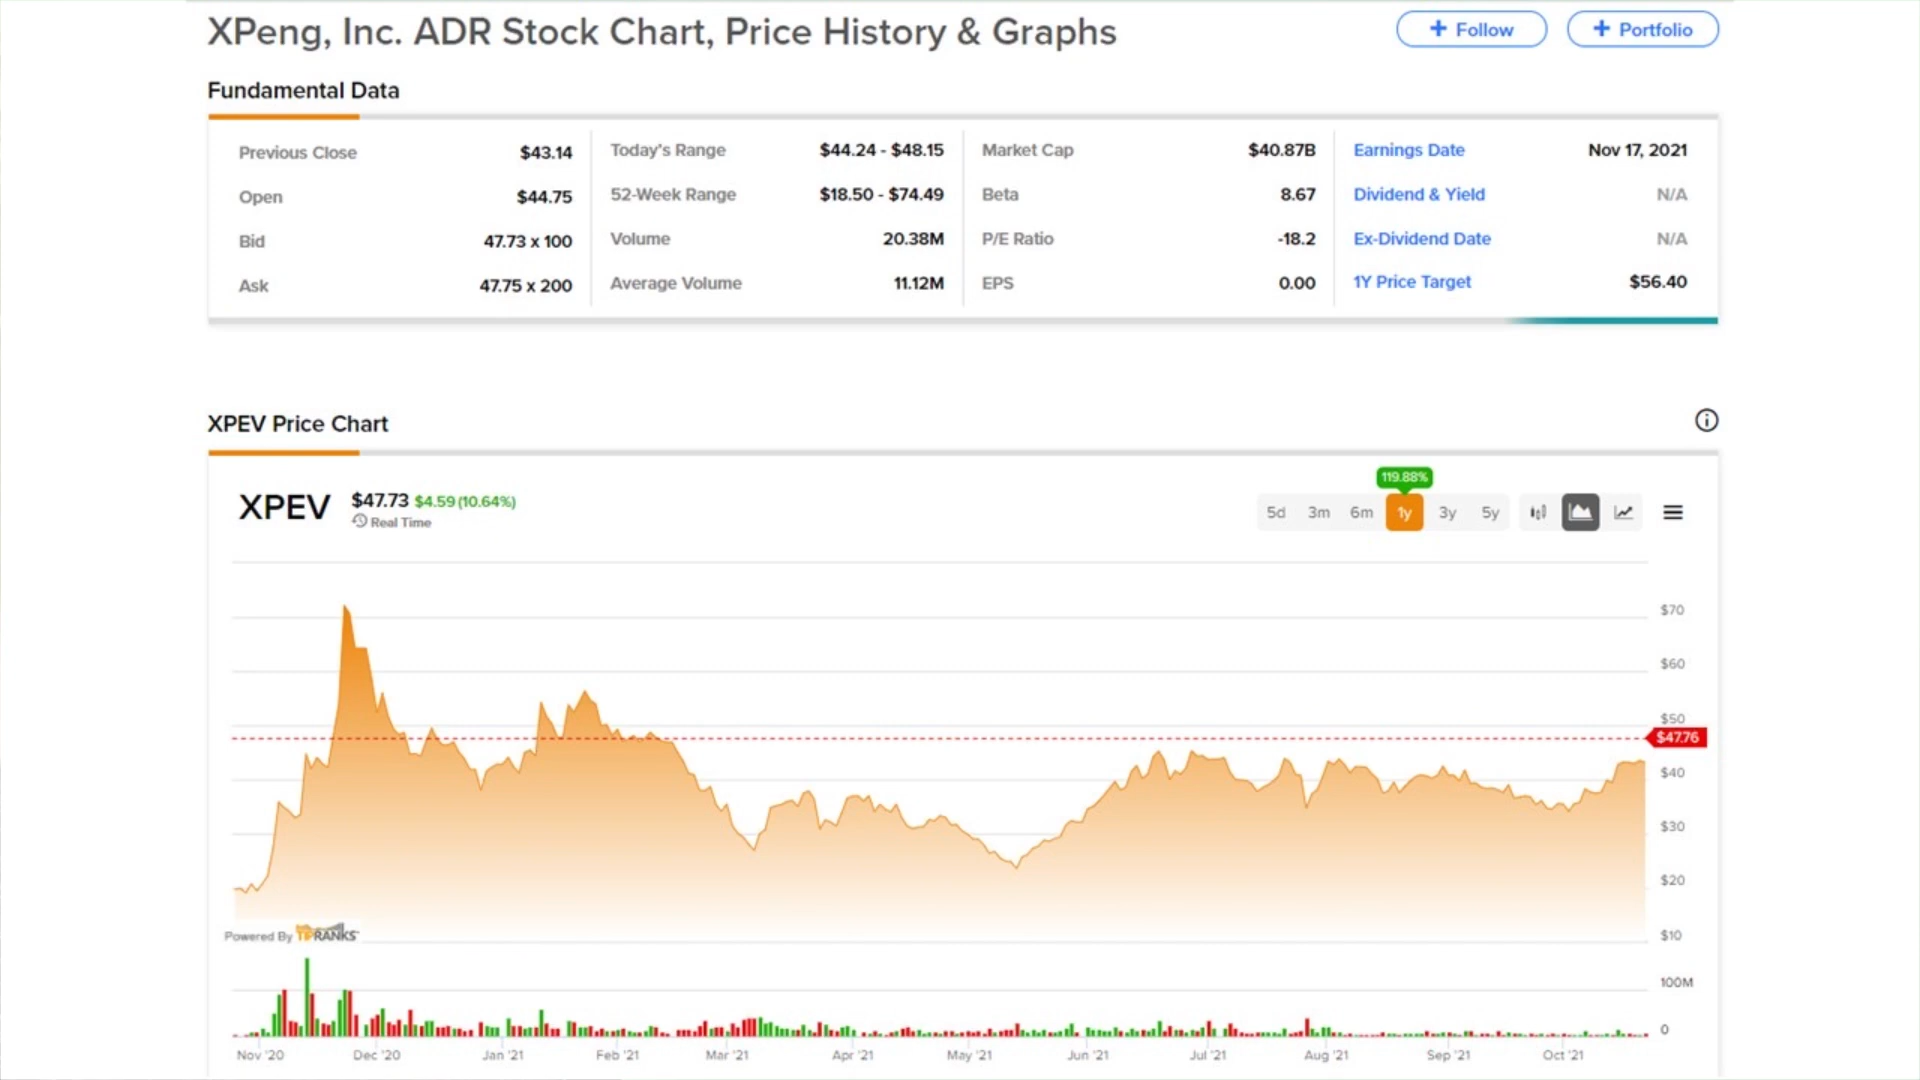 XPeng, Inc. ADR Stock Chart, Price History & Graphs
+ Follow
+ Portfolio
Fundamental Data
Previous Close $43.14
Open $44.75
Bid 47.73 x 100
Ask 47.75 x 200
Today's Range $44.24 - $48.15
52-Week Range $18.50 - $74.49
Volume 20.38M
Average Volume 11.12M
Market Cap $40.87B
Beta 8.67
P/E Ratio -18.2
EPS 0.00
Earnings Date Nov 17, 2021
Dividend & Yield N/A
Ex-Dividend Date N/A
1Y Price Target $56.40
XPEV Price Chart
119.88%
XPEV $47.73 $4.59 (10.64%)
Real Time
5d 3m 6m 1y 3y 5y
$70
$60
$50
$47.76
$40
$30
$20
$10
Powered By TIPRANKS
100M
0
Nov '20 Dec '20 Jan '21 Feb '21 Mar '21 Apr '21 May '21 Jun '21 Jul '21 Aug '21 Sep '21 Oct '21